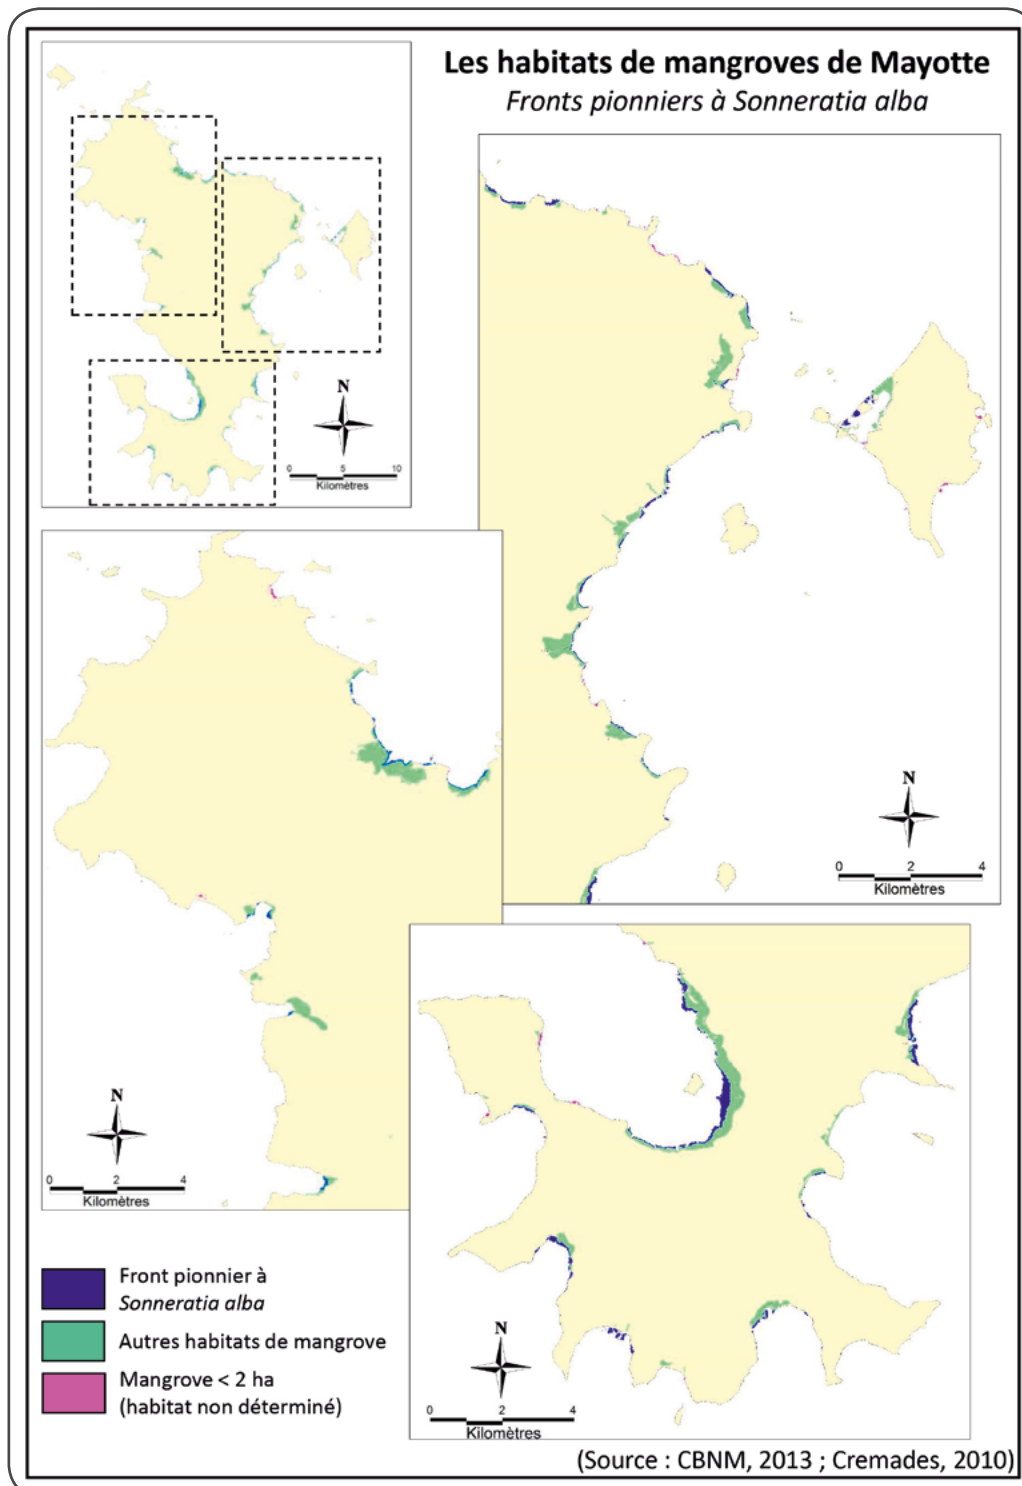 Les habitats de mangroves de Mayotte
Fronts pionniers à Sonneratia alba
N
0 5 10
Kilomètres
N
0 2 4
Kilomètres
N
0 2 4
Kilomètres
N
0 2 4
Kilomètres
Front pionnier à
Sonneratia alba
Autres habitats de mangrove
Mangrove < 2 ha
(habitat non déterminé)
(Source : CBNM, 2013 ; Cremades, 2010)